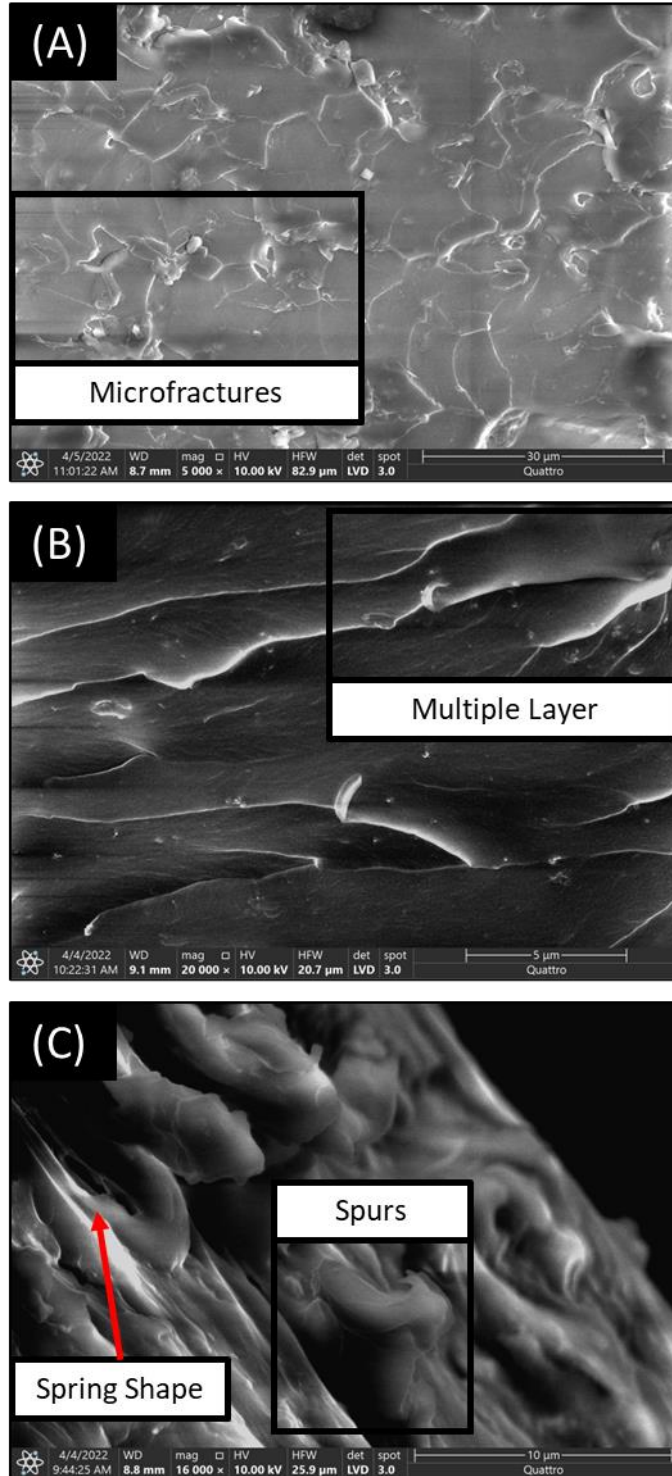 (A)
Microfractures
4/5/2022 WD mag □ HV HFW det spot 30 µm
11:01:22 AM 8.7 mm 5 000 × 10.00 kV 82.9 µm LVD 3.0 Quattro
(B)
Multiple Layer
4/4/2022 WD mag □ HV HFW det spot 5 µm
10:22:31 AM 9.1 mm 20 000 × 10.00 kV 20.7 µm LVD 3.0 Quattro
(C)
Spurs
Spring Shape
4/4/2022 WD mag □ HV HFW det spot 10 µm
9:44:25 AM 8.8 mm 16 000 × 10.00 kV 25.9 µm LVD 3.0 Quattro